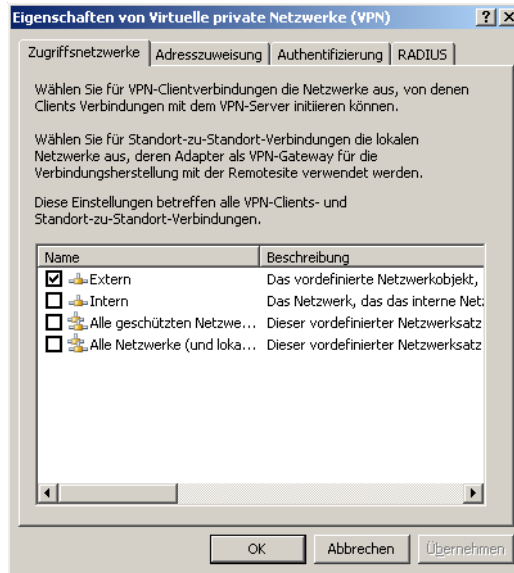 Eigenschaften von Virtuelle private Netzwerke (VPN)
Zugriffsnetzwerke Adresszuweisung Authentifizierung RADIUS
Wählen Sie für VPN-Clientverbindungen die Netzwerke aus, von denen
Clients Verbindungen mit dem VPN-Server initiieren können.
Wählen Sie für Standort-zu-Standort-Verbindungen die lokalen
Netzwerke aus, deren Adapter als VPN-Gateway für die
Verbindungsherstellung mit der Remotesite verwendet werden.
Diese Einstellungen betreffen alle VPN-Clients- und
Standort-zu-Standort-Verbindungen.
Name Beschreibung
Extern Das vordefinierte Netzwerkobjekt,
Intern Das Netzwerk, das das interne Netz
Alle geschützten Netzwe... Dieser vordefinierter Netzwerksatz
Alle Netzwerke (und loka... Dieser vordefinierter Netzwerksatz
OK Abbrechen Übernehmen